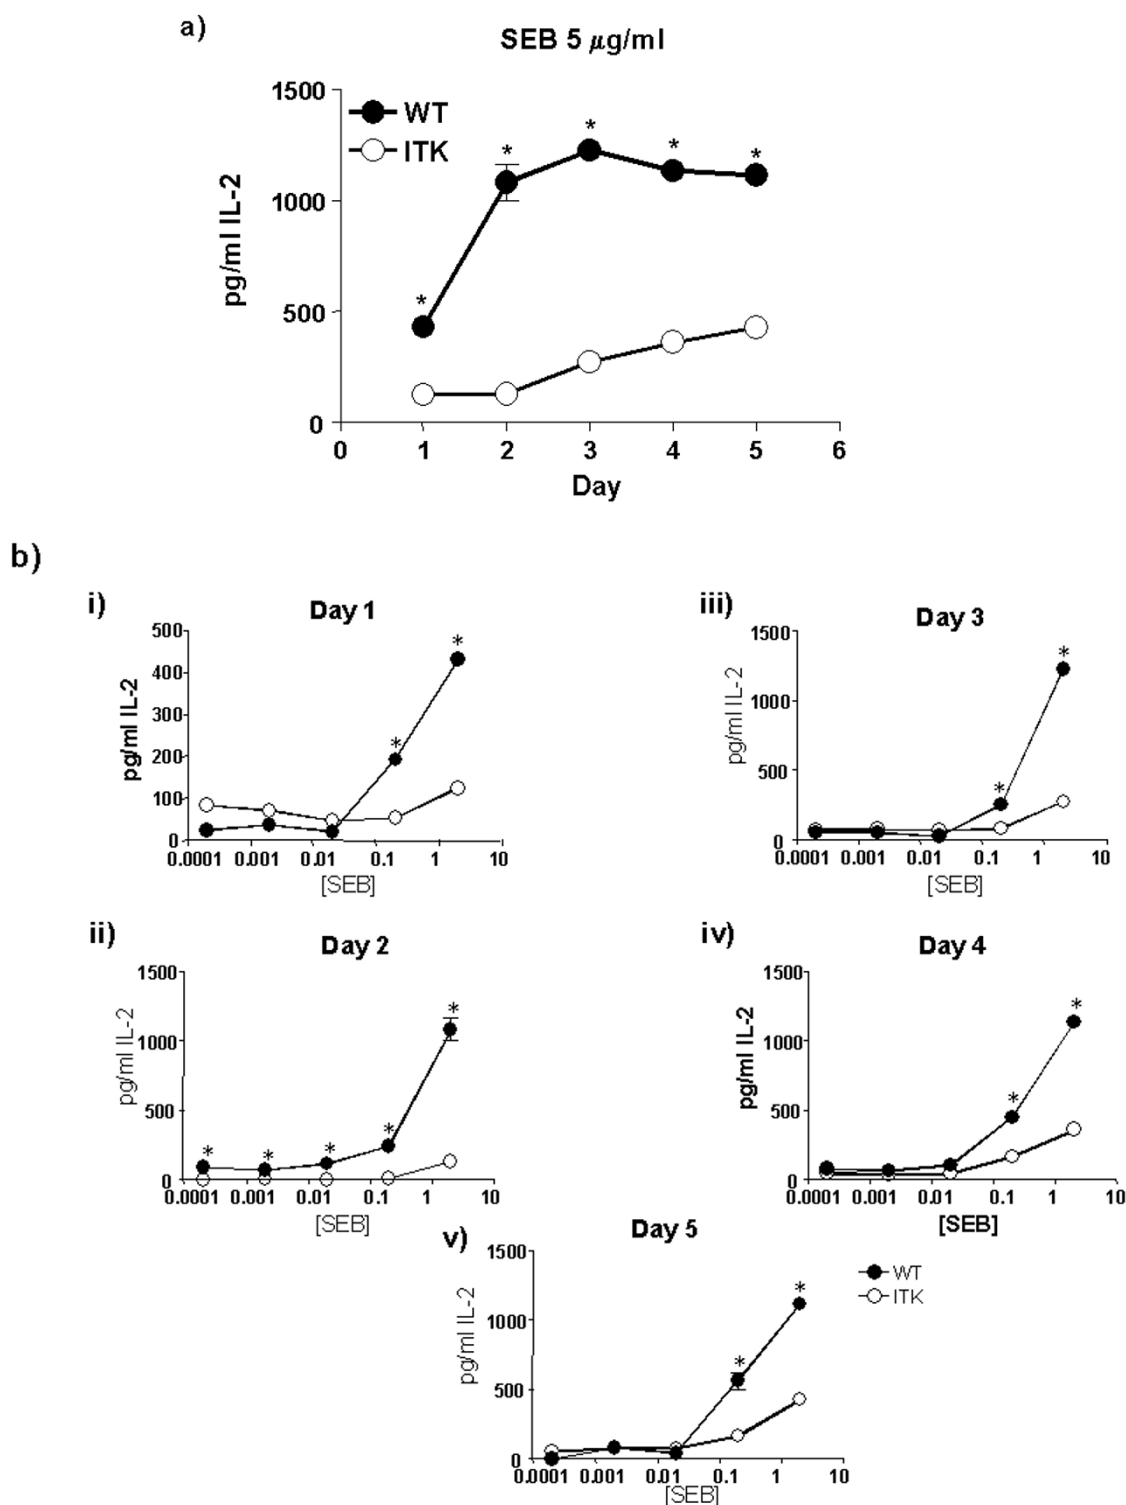 a)
SEB 5 μg/ml
1500
1000
500
0
pg/ml IL-2
WT
ITK
* * * * *
0 1 2 3 4 5 6
Day
b)
i)
Day 1
500
400
300
200
100
0
pg/ml IL-2
* *
0.0001 0.001 0.01 0.1 1 10
[SEB]
iii)
Day 3
1500
1000
500
0
pg/ml IL-2
* *
0.0001 0.001 0.01 0.1 1 10
[SEB]
ii)
Day 2
1500
1000
500
0
pg/ml IL-2
* * * * *
0.0001 0.001 0.01 0.1 1 10
[SEB]
iv)
Day 4
1500
1000
500
0
pg/ml IL-2
* *
0.0001 0.001 0.01 0.1 1 10
[SEB]
v)
Day 5
1500
1000
500
0
pg/ml IL-2
* *
0.0001 0.001 0.01 0.1 1 10
[SEB]
WT
ITK